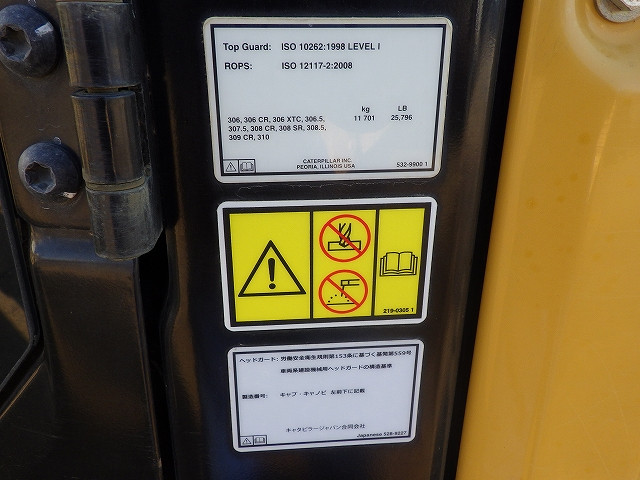 Top Guard: ISO 10262:1998 LEVEL I
ROPS: ISO 12117-2:2008
kg LB
306, 306 CR, 306 XTC, 306.5, 11 701 25,796
307.5, 308 CR, 308 SR, 308.5,
309 CR, 310
CATERPILLAR INC.
PEORIA, ILLINOIS USA
532-9900 1
219-0305 1
ヘッドガード: 労働安全衛生規則第153条に基づく基発第559号
車両系建設機械用ヘッドガードの構造基準
製造番号: キャブ・キャノピ 左前下に記載
キャタピラージャパン合同会社
Japanese 528-9227